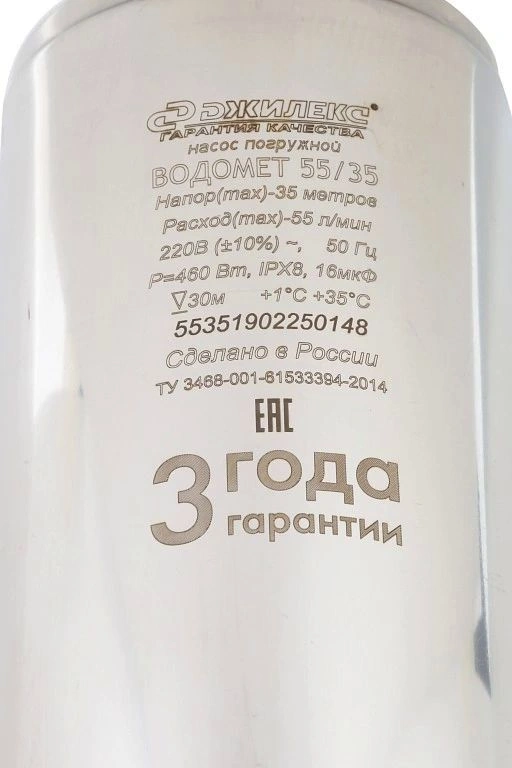 ДЖИЛЕКС®
ГАРАНТИЯ КАЧЕСТВА
насос погружной
ВОДОМЕТ 55/35
Напор(max)-35 метров
Расход(max)-55 л/мин
220В (±10%) ~, 50 Гц
P=460 Вт, IPX8, 16мкФ
▽30м +1°C +35°C
55351902250148
Сделано в России
ТУ 3468-001-61533394-2014
EAC
3 года
гарантии